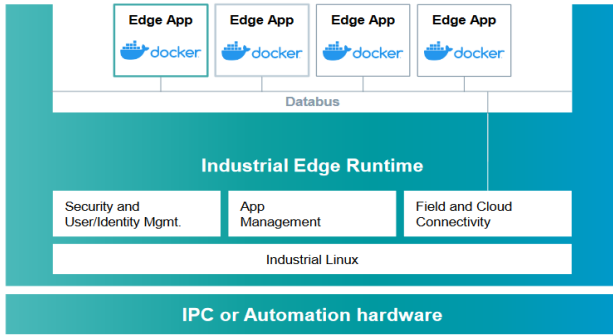 Edge App Edge App Edge App Edge App
docker docker docker docker
Databus
Industrial Edge Runtime
Security and
User/Identity Mgmt.
App
Management
Field and Cloud
Connectivity
Industrial Linux
IPC or Automation hardware